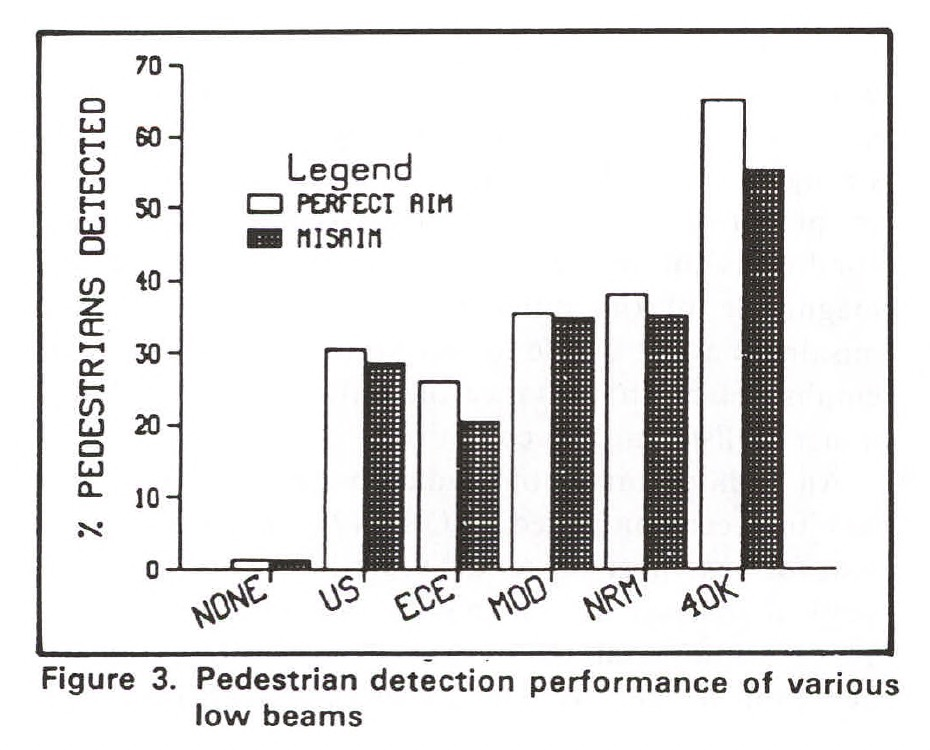 % PEDESTRIANS DETECTED
70
60
50
40
30
20
10
0
Legend
PERFECT AIM
MISAIM
NONE
US
ECE
MOD
NRM
40K
Figure 3. Pedestrian detection performance of various
low beams